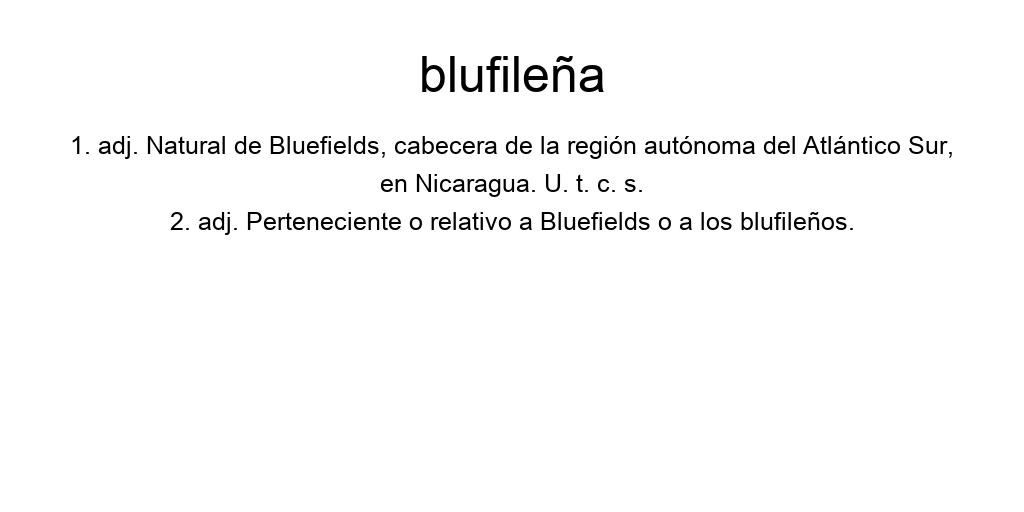 blufileña
1. adj. Natural de Bluefields, cabecera de la región autónoma del Atlántico Sur,
en Nicaragua. U. t. c. s.
2. adj. Perteneciente o relativo a Bluefields o a los blufileños.